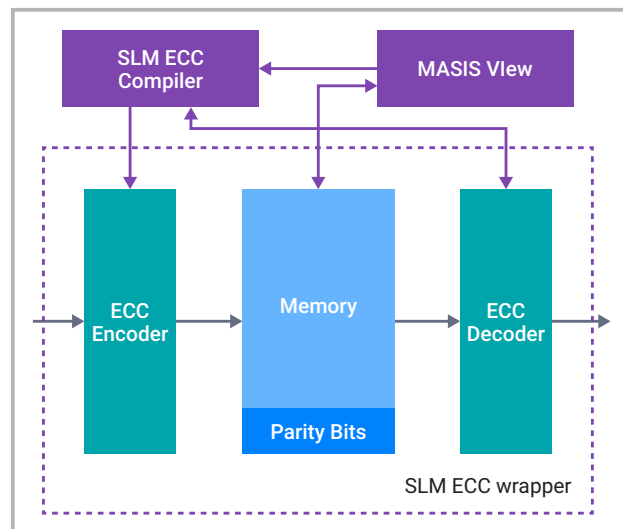 SLM ECC
Compiler
MASIS VIew
ECC
Encoder
Memory
ECC
Decoder
Parity Bits
SLM ECC wrapper